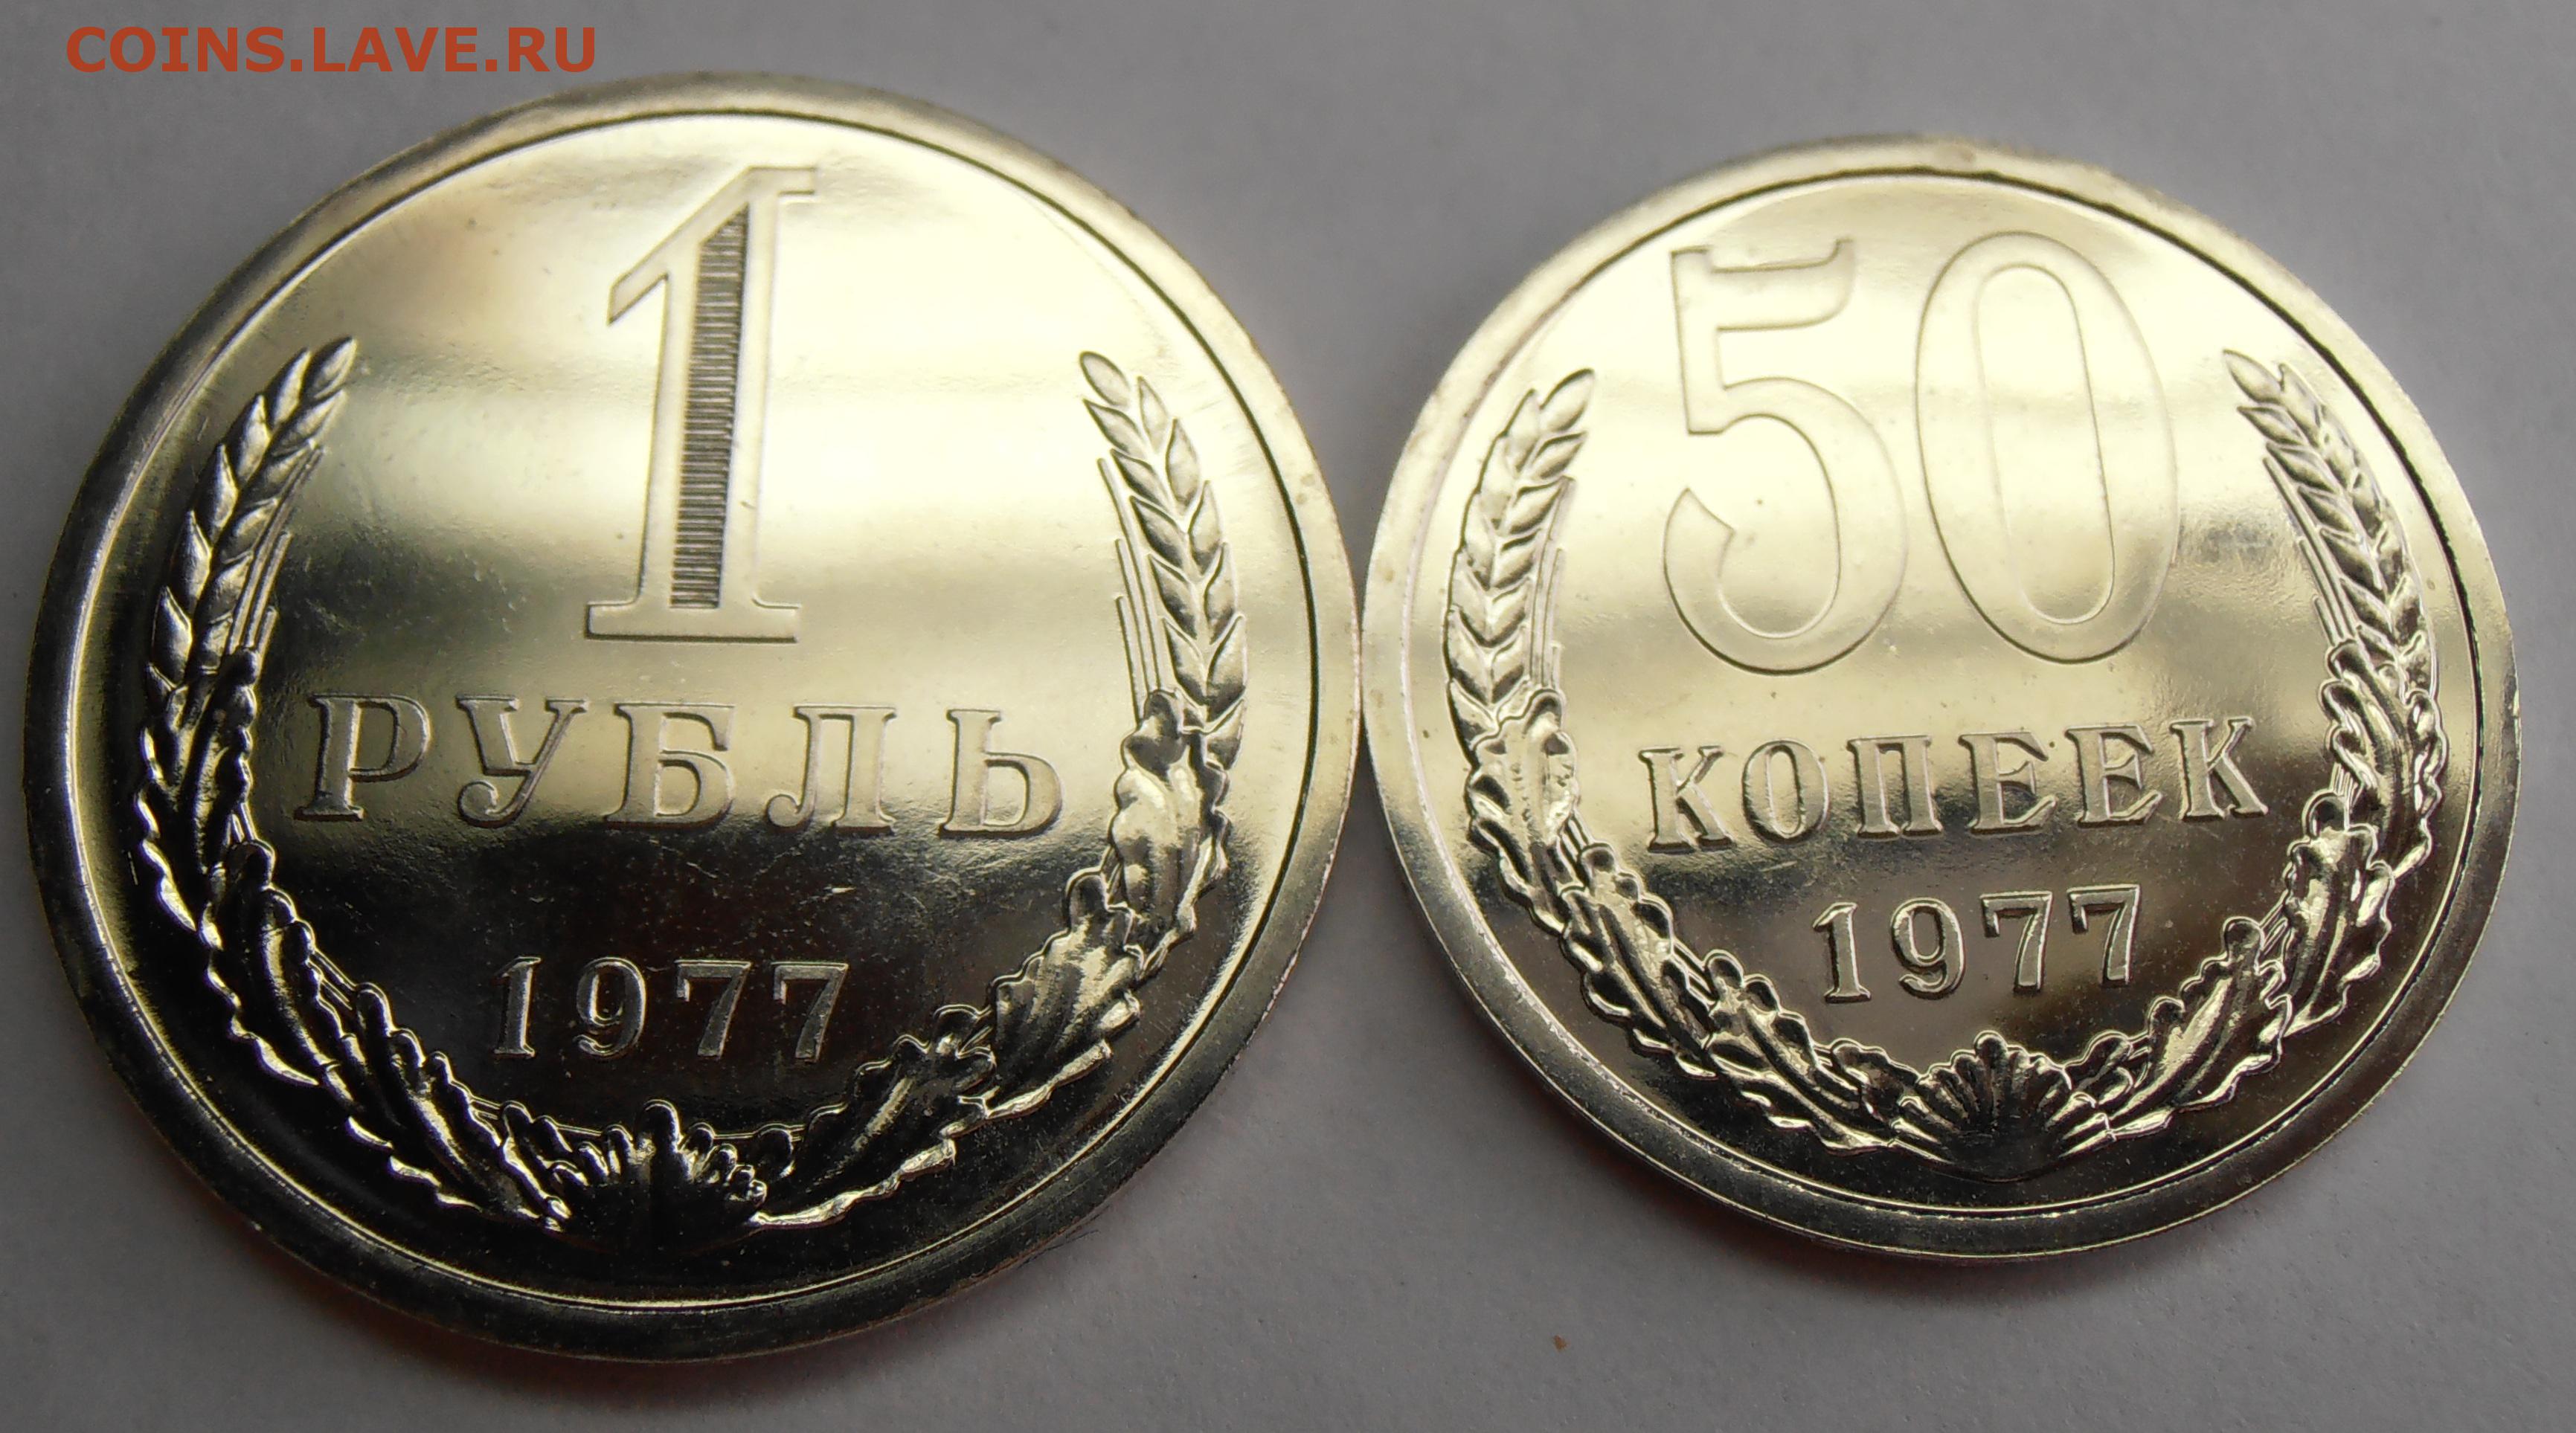 COINS.LAVE.RU
1
РУБЛЬ
1977
50
КОПЕЕК
1977